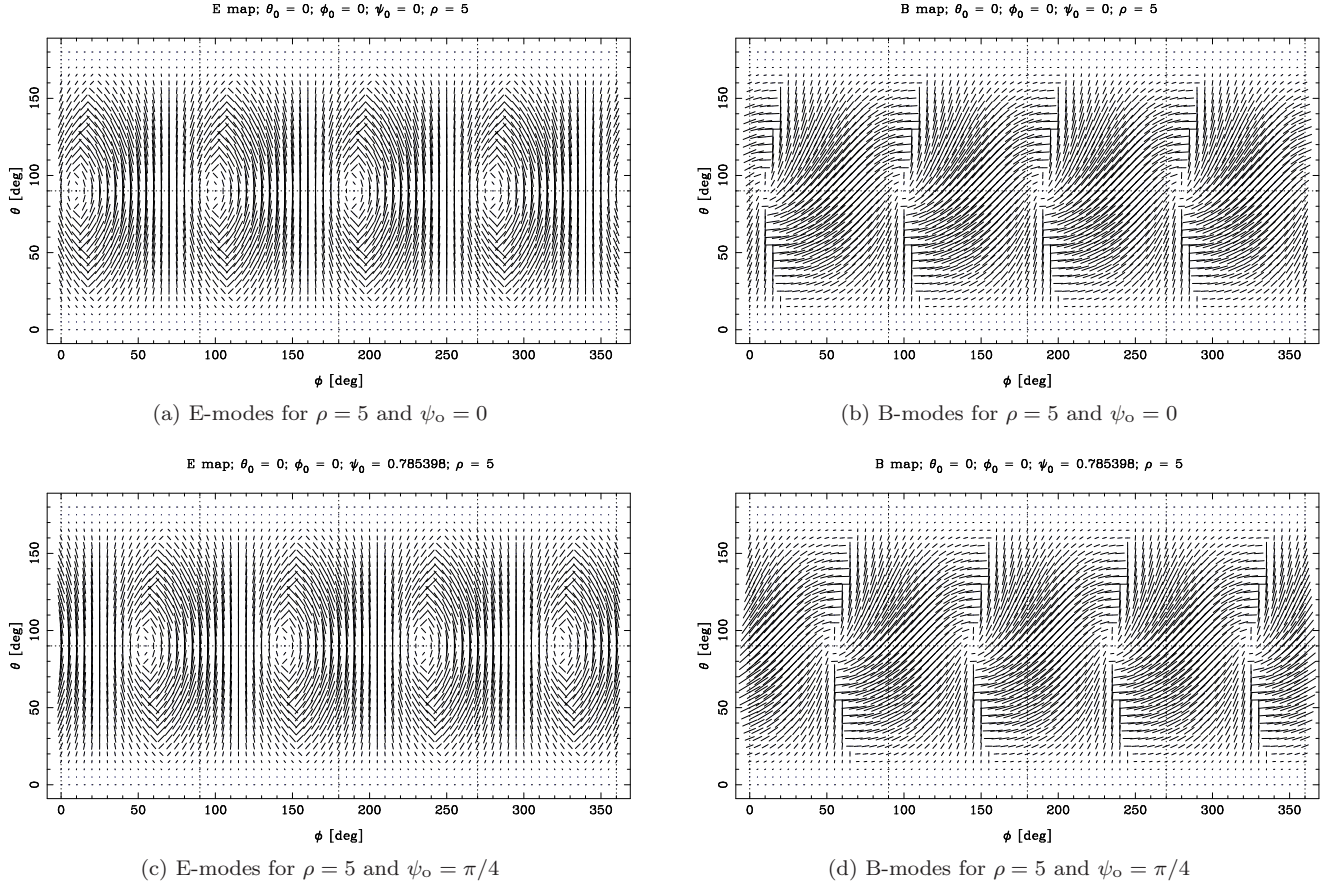 E map; θ₀ = 0; ϕ₀ = 0; ψ₀ = 0; ρ = 5
150
100
50
0
θ [deg]
0 50 100 150 200 250 300 350
ϕ [deg]
(a) E-modes for ρ = 5 and ψₒ = 0
B map; θ₀ = 0; ϕ₀ = 0; ψ₀ = 0; ρ = 5
150
100
50
0
θ [deg]
0 50 100 150 200 250 300 350
ϕ [deg]
(b) B-modes for ρ = 5 and ψₒ = 0
E map; θ₀ = 0; ϕ₀ = 0; ψ₀ = 0.785398; ρ = 5
150
100
50
0
θ [deg]
0 50 100 150 200 250 300 350
ϕ [deg]
(c) E-modes for ρ = 5 and ψₒ = π/4
B map; θ₀ = 0; ϕ₀ = 0; ψ₀ = 0.785398; ρ = 5
150
100
50
0
θ [deg]
0 50 100 150 200 250 300 350
ϕ [deg]
(d) B-modes for ρ = 5 and ψₒ = π/4